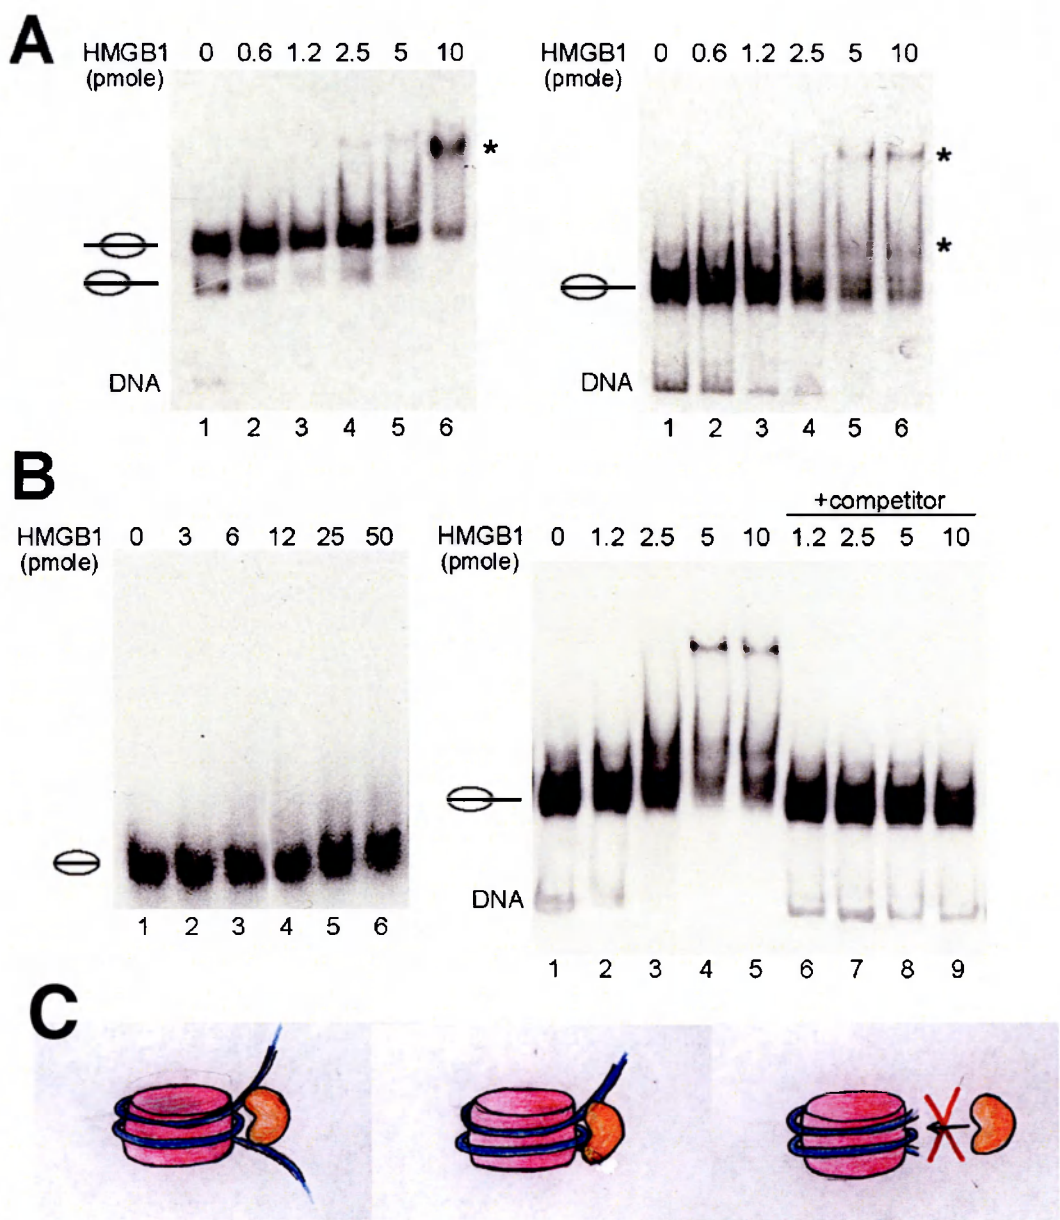 A
HMGB1 0 0.6 1.2 2.5 5 10
(pmole)
*
DNA
1 2 3 4 5 6
HMGB1 0 0.6 1.2 2.5 5 10
(pmole)
*
*
DNA
1 2 3 4 5 6
B
HMGB1 0 3 6 12 25 50
(pmole)
1 2 3 4 5 6
+competitor
HMGB1 0 1.2 2.5 5 10 1.2 2.5 5 10
(pmole)
DNA
1 2 3 4 5 6 7 8 9
C